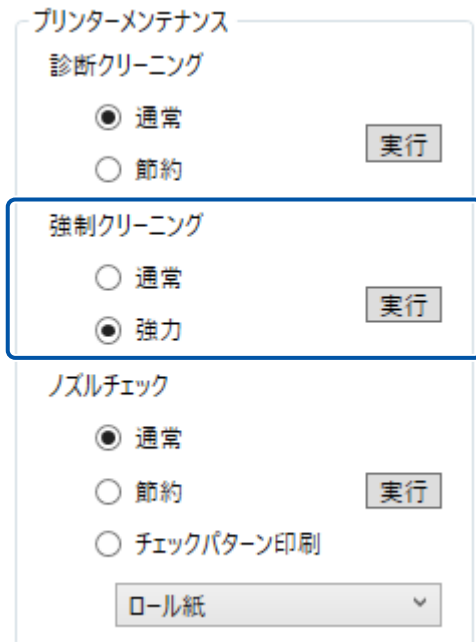 プリンターメンテナンス
診断クリーニング
通常
実行
節約
強制クリーニング
通常
実行
強力
ノズルチェック
通常
節約
実行
チェックパターン印刷
ロール紙